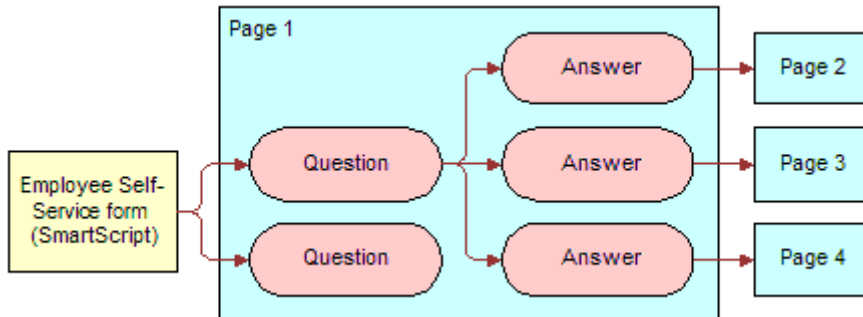 Page 1
Answer
Page 2
Question
Answer
Page 3
Employee Self-
Service form
(SmartScript)
Question
Answer
Page 4